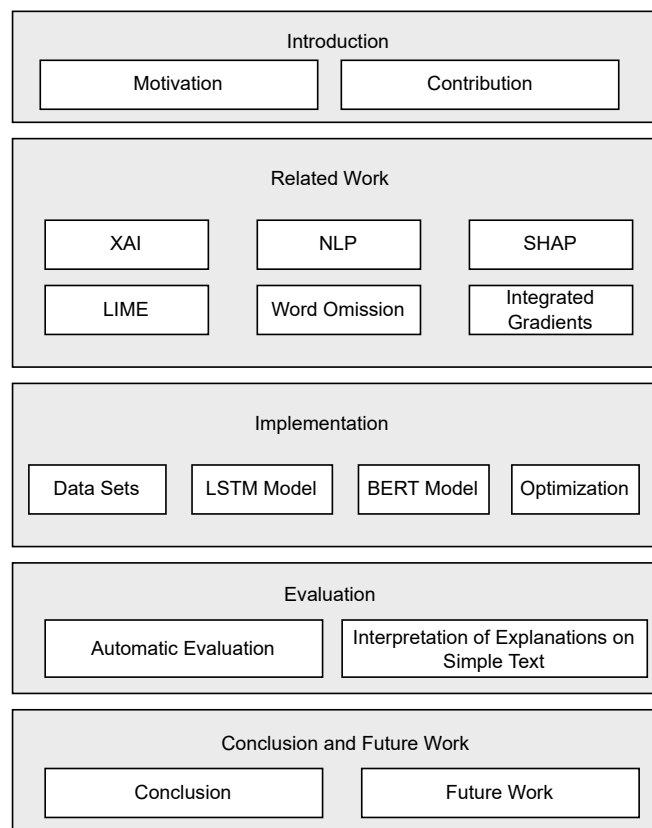 Introduction
Motivation
Contribution
Related Work
XAI
NLP
SHAP
LIME
Word Omission
Integrated
Gradients
Implementation
Data Sets
LSTM Model
BERT Model
Optimization
Evaluation
Automatic Evaluation
Interpretation of Explanations on
Simple Text
Conclusion and Future Work
Conclusion
Future Work